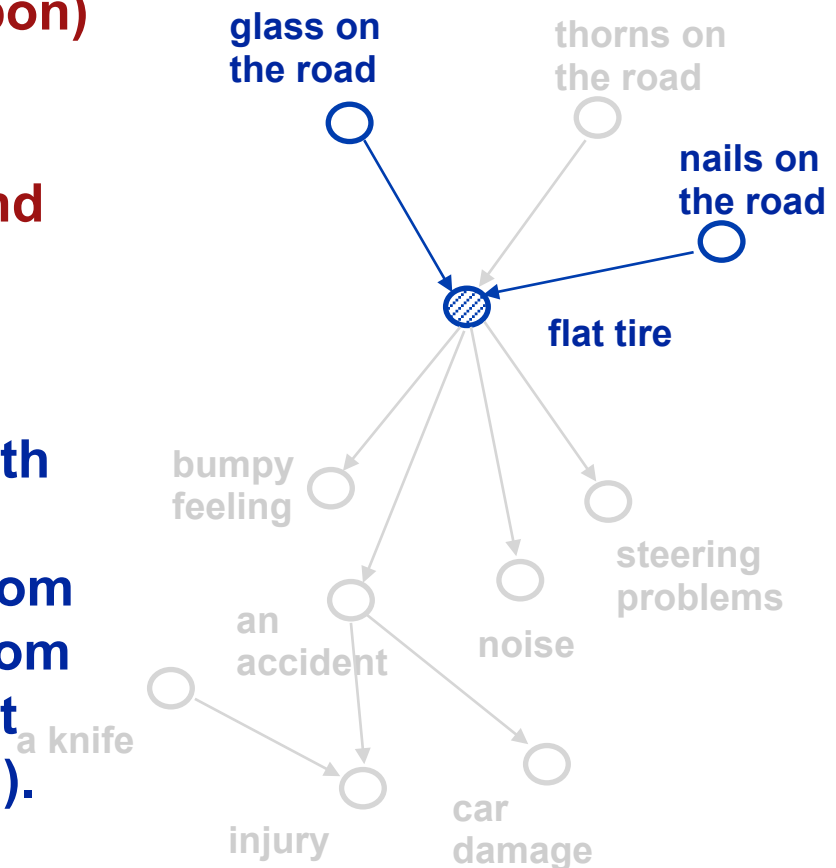 pon)
nd
th
om
om
t
).
glass on
the road
thorns on
the road
nails on
the road
flat tire
bumpy
feeling
steering
problems
an
accident
noise
a knife
injury
car
damage